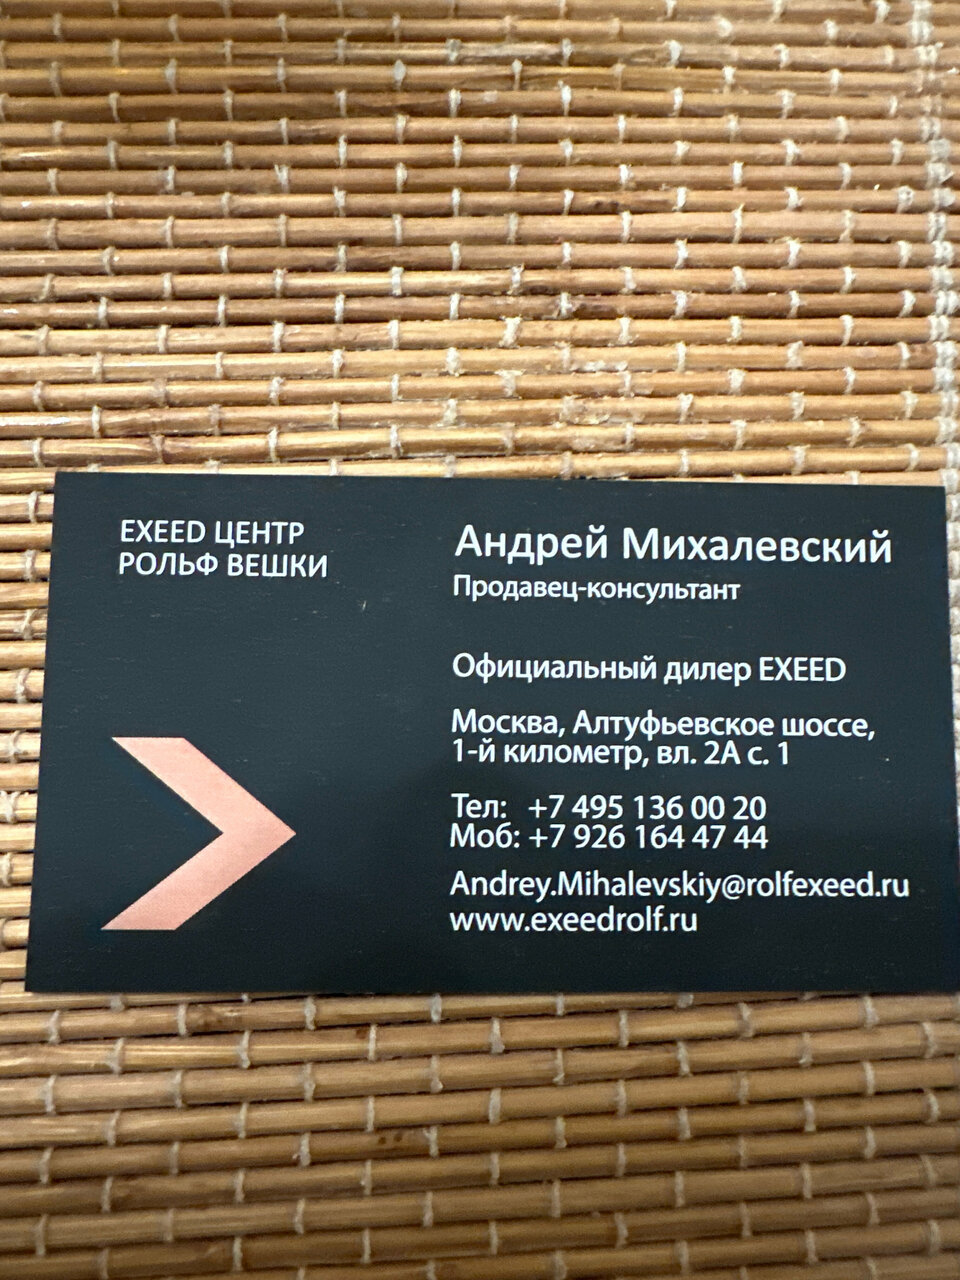 EXEED ЦЕНТР
РОЛЬФ ВЕШКИ
Андрей Михалевский
Продавец-консультант
Официальный дилер EXEED
Москва, Алтуфьевское шоссе,
1-й километр, вл. 2А с. 1
Тел: +7 495 136 00 20
Моб: +7 926 164 47 44
Andrey.Mihalevskiy@rolfexeed.ru
www.exeedrolf.ru